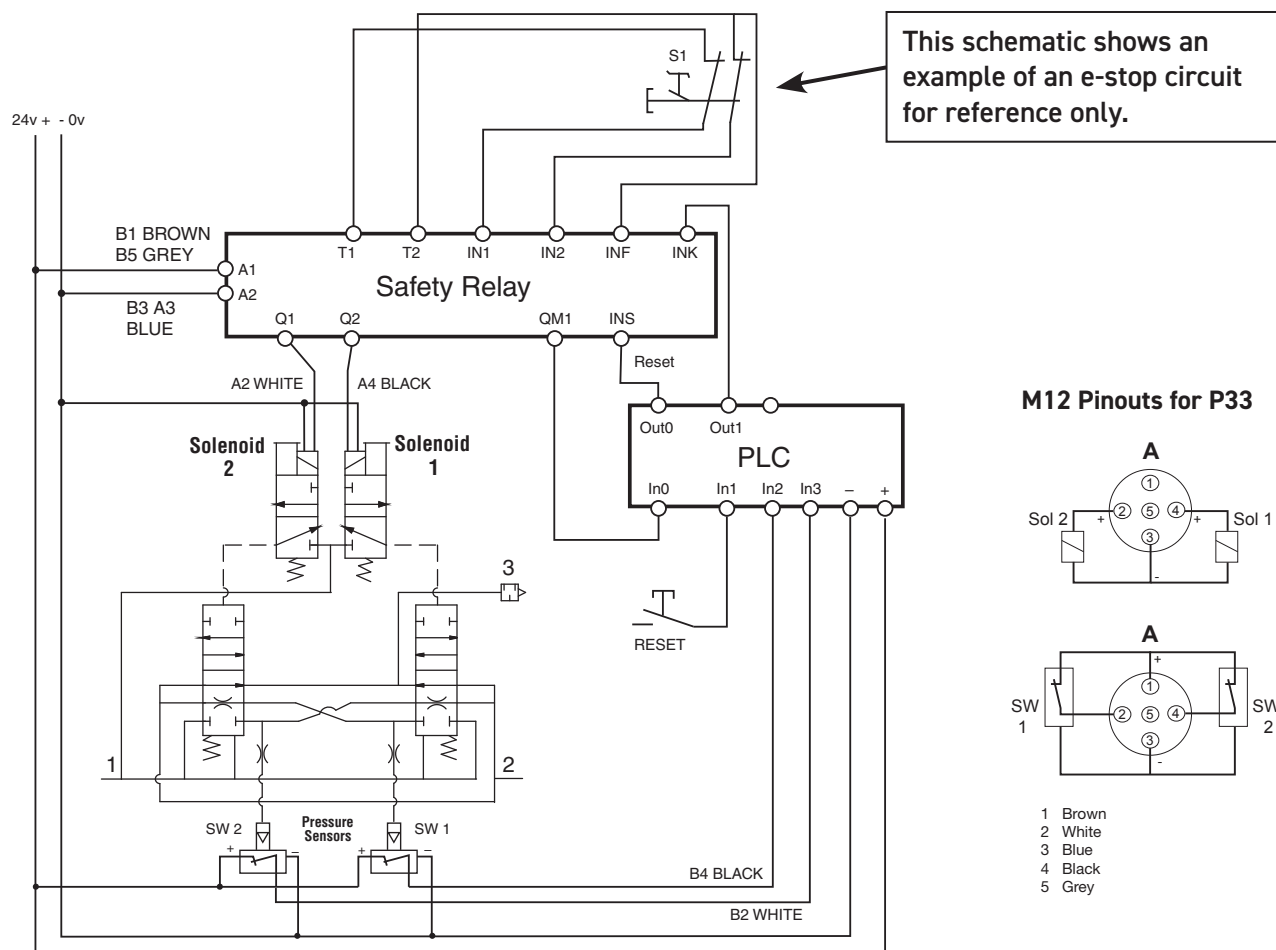 This schematic shows an
example of an e-stop circuit
for reference only.
S1
24v + - 0v
B1 BROWN
B5 GREY
T1 T2 IN1 IN2 INF INK
A1
Safety Relay
A2
B3 A3
BLUE
Q1 Q2 QM1 INS
Reset
A2 WHITE A4 BLACK
M12 Pinouts for P33
Out0 Out1
Solenoid
2
Solenoid
1
PLC
In0 In1 In2 In3 – +
A
1
Sol 2 + 2 5 4 + Sol 1
3
-
3
RESET
A
+
1
SW
1
2 5 4
SW
2
3
-
1 2
SW 2 Pressure
Sensors SW 1
+ – + –
1 Brown
2 White
3 Blue
4 Black
5 Grey
B4 BLACK
B2 WHITE